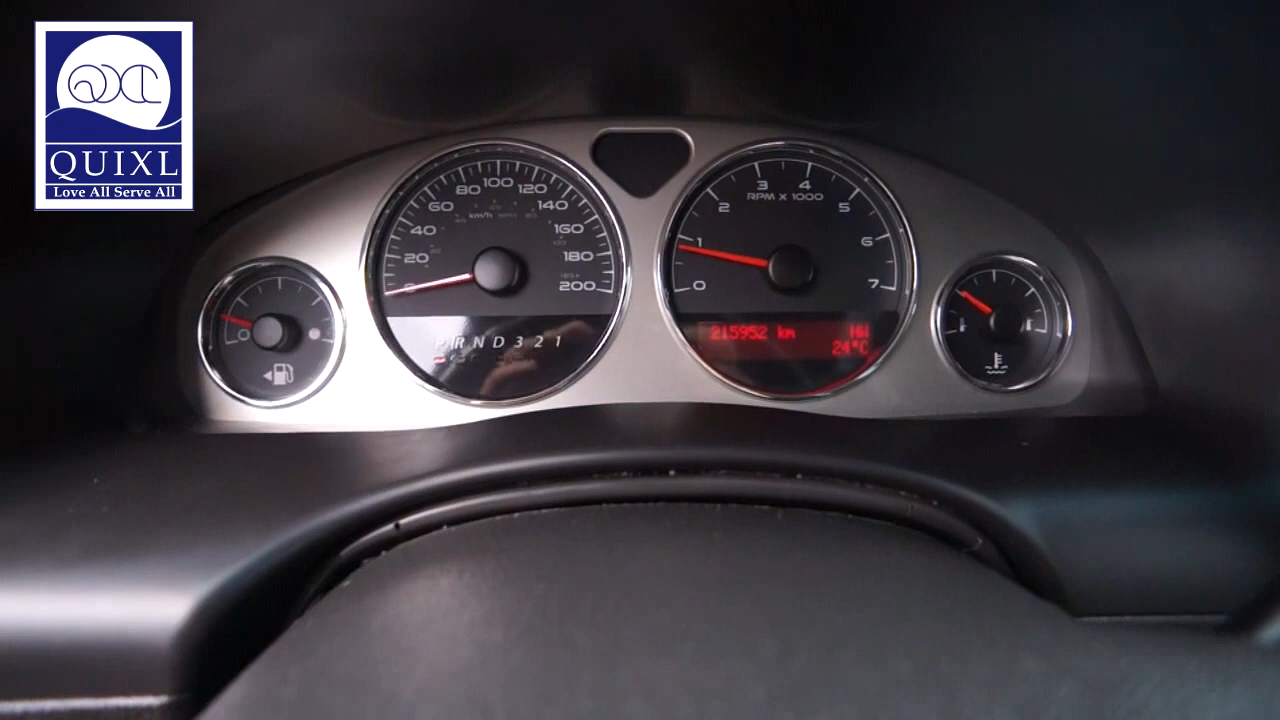 QUIXL
Love All Serve All
20
40
60
80
100
120
140
160
180
200
km/h
P R N D 3 2 1
0
1
2
3
4
5
6
7
RPM X 1000
215952 km
24°C